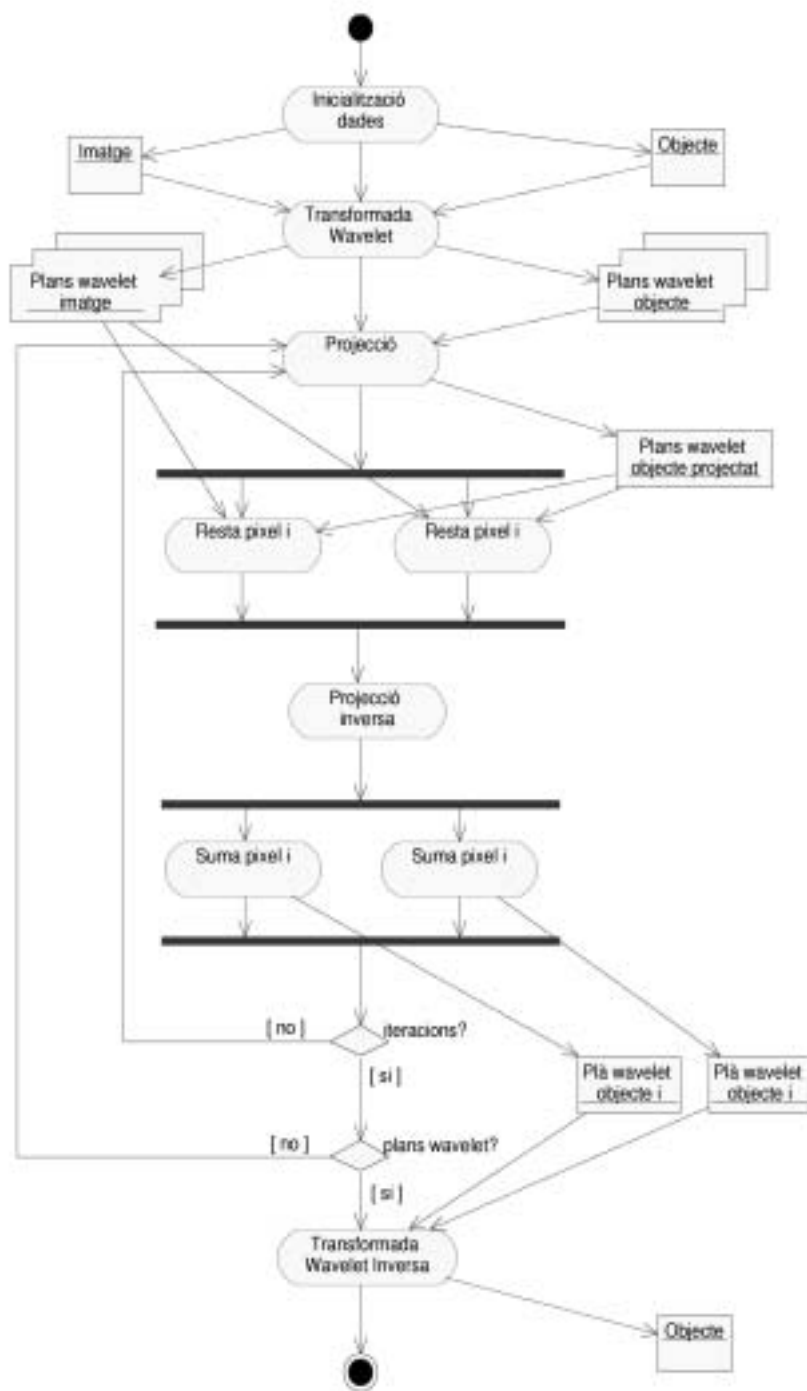 Inicialització
dades
Imatge
Objecte
Transformada
Wavelet
Plans wavelet
imatge
Plans wavelet
objecte
Projecció
Plans wavelet
objecte projectat
Resta pixel i
Resta pixel i
Projecció
inversa
Suma pixel i
Suma pixel i
[ no ]
iteracions?
[ si ]
Plà wavelet
objecte i
Plà wavelet
objecte i
[ no ]
plans wavelet?
[ si ]
Transformada
Wavelet Inversa
Objecte